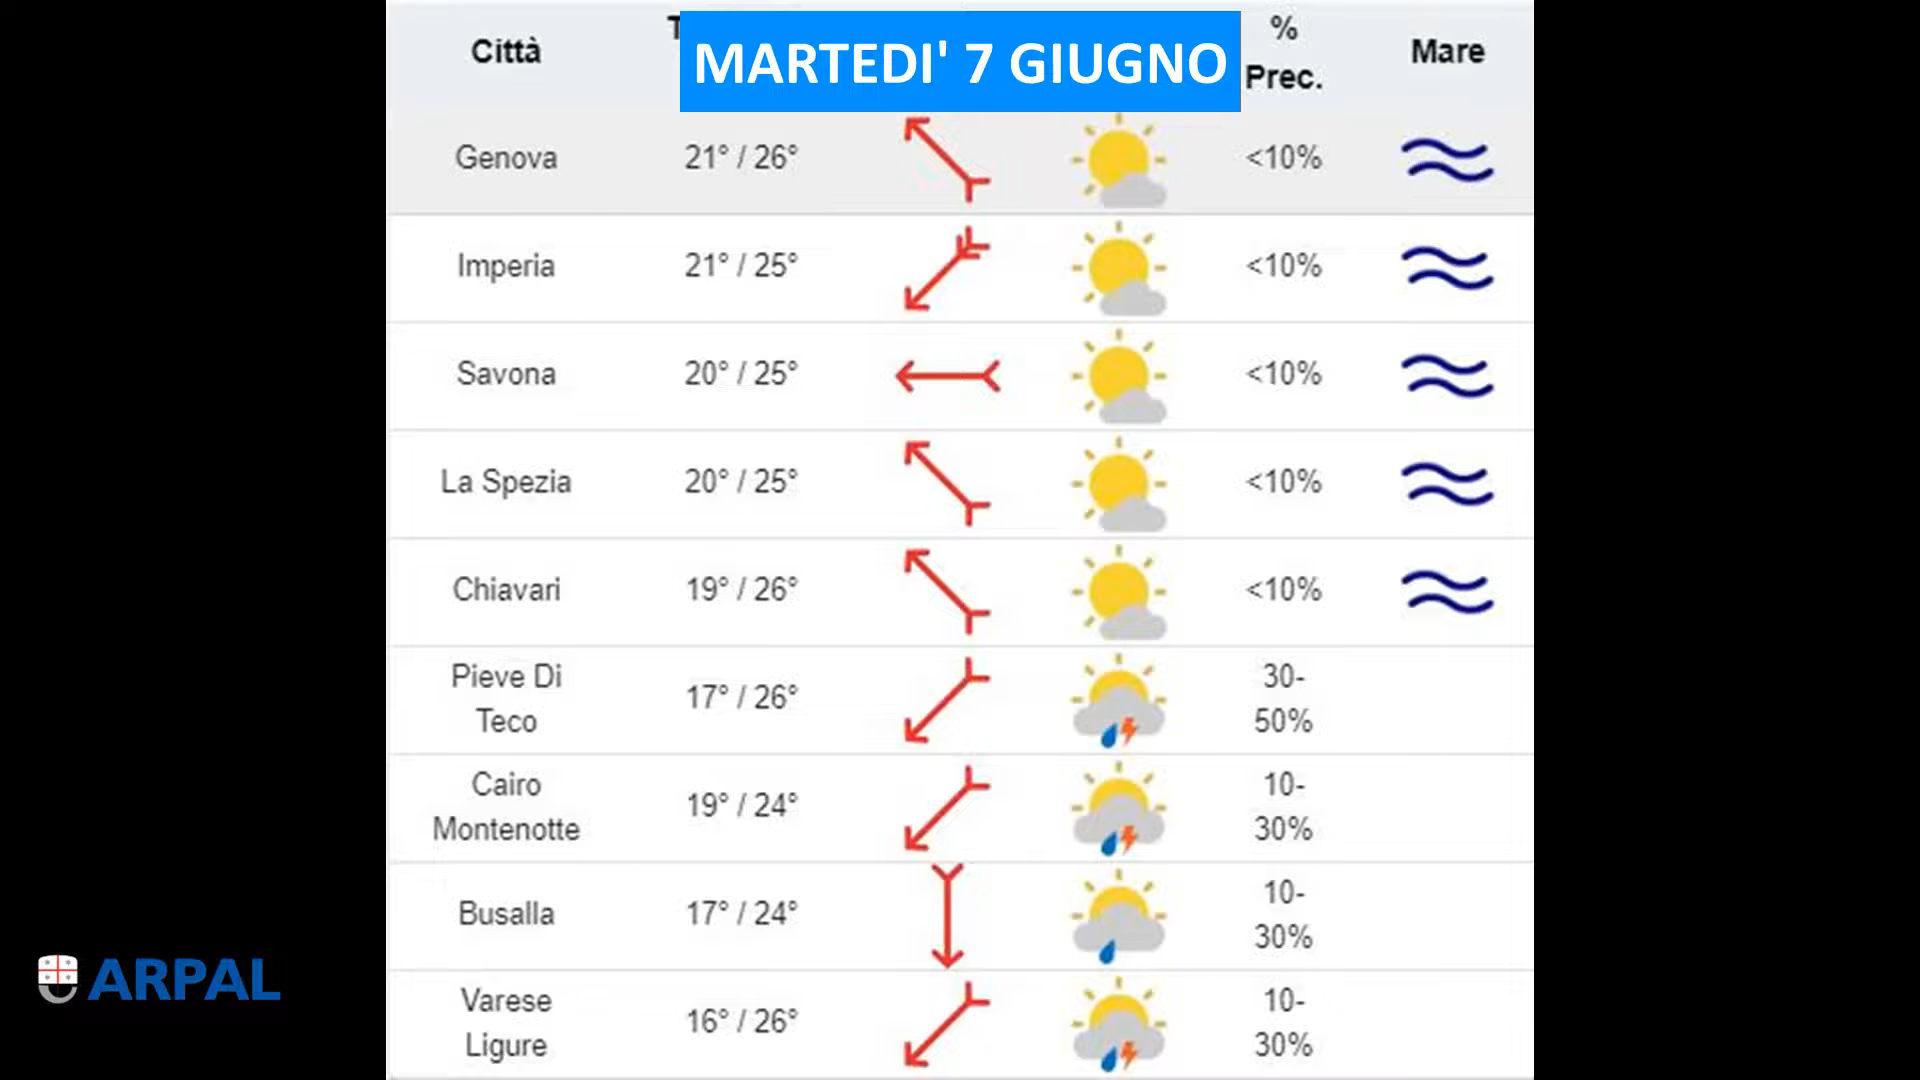 Città
MARTEDI' 7 GIUGNO
%
Prec.
Mare
Genova 21° / 26° <10%
Imperia 21° / 25° <10%
Savona 20° / 25° <10%
La Spezia 20° / 25° <10%
Chiavari 19° / 26° <10%
Pieve Di
Teco
17° / 26°
30-
50%
Cairo
Montenotte
19° / 24°
10-
30%
Busalla
17° / 24°
10-
30%
Varese
Ligure
16° / 26°
10-
30%
ARPAL